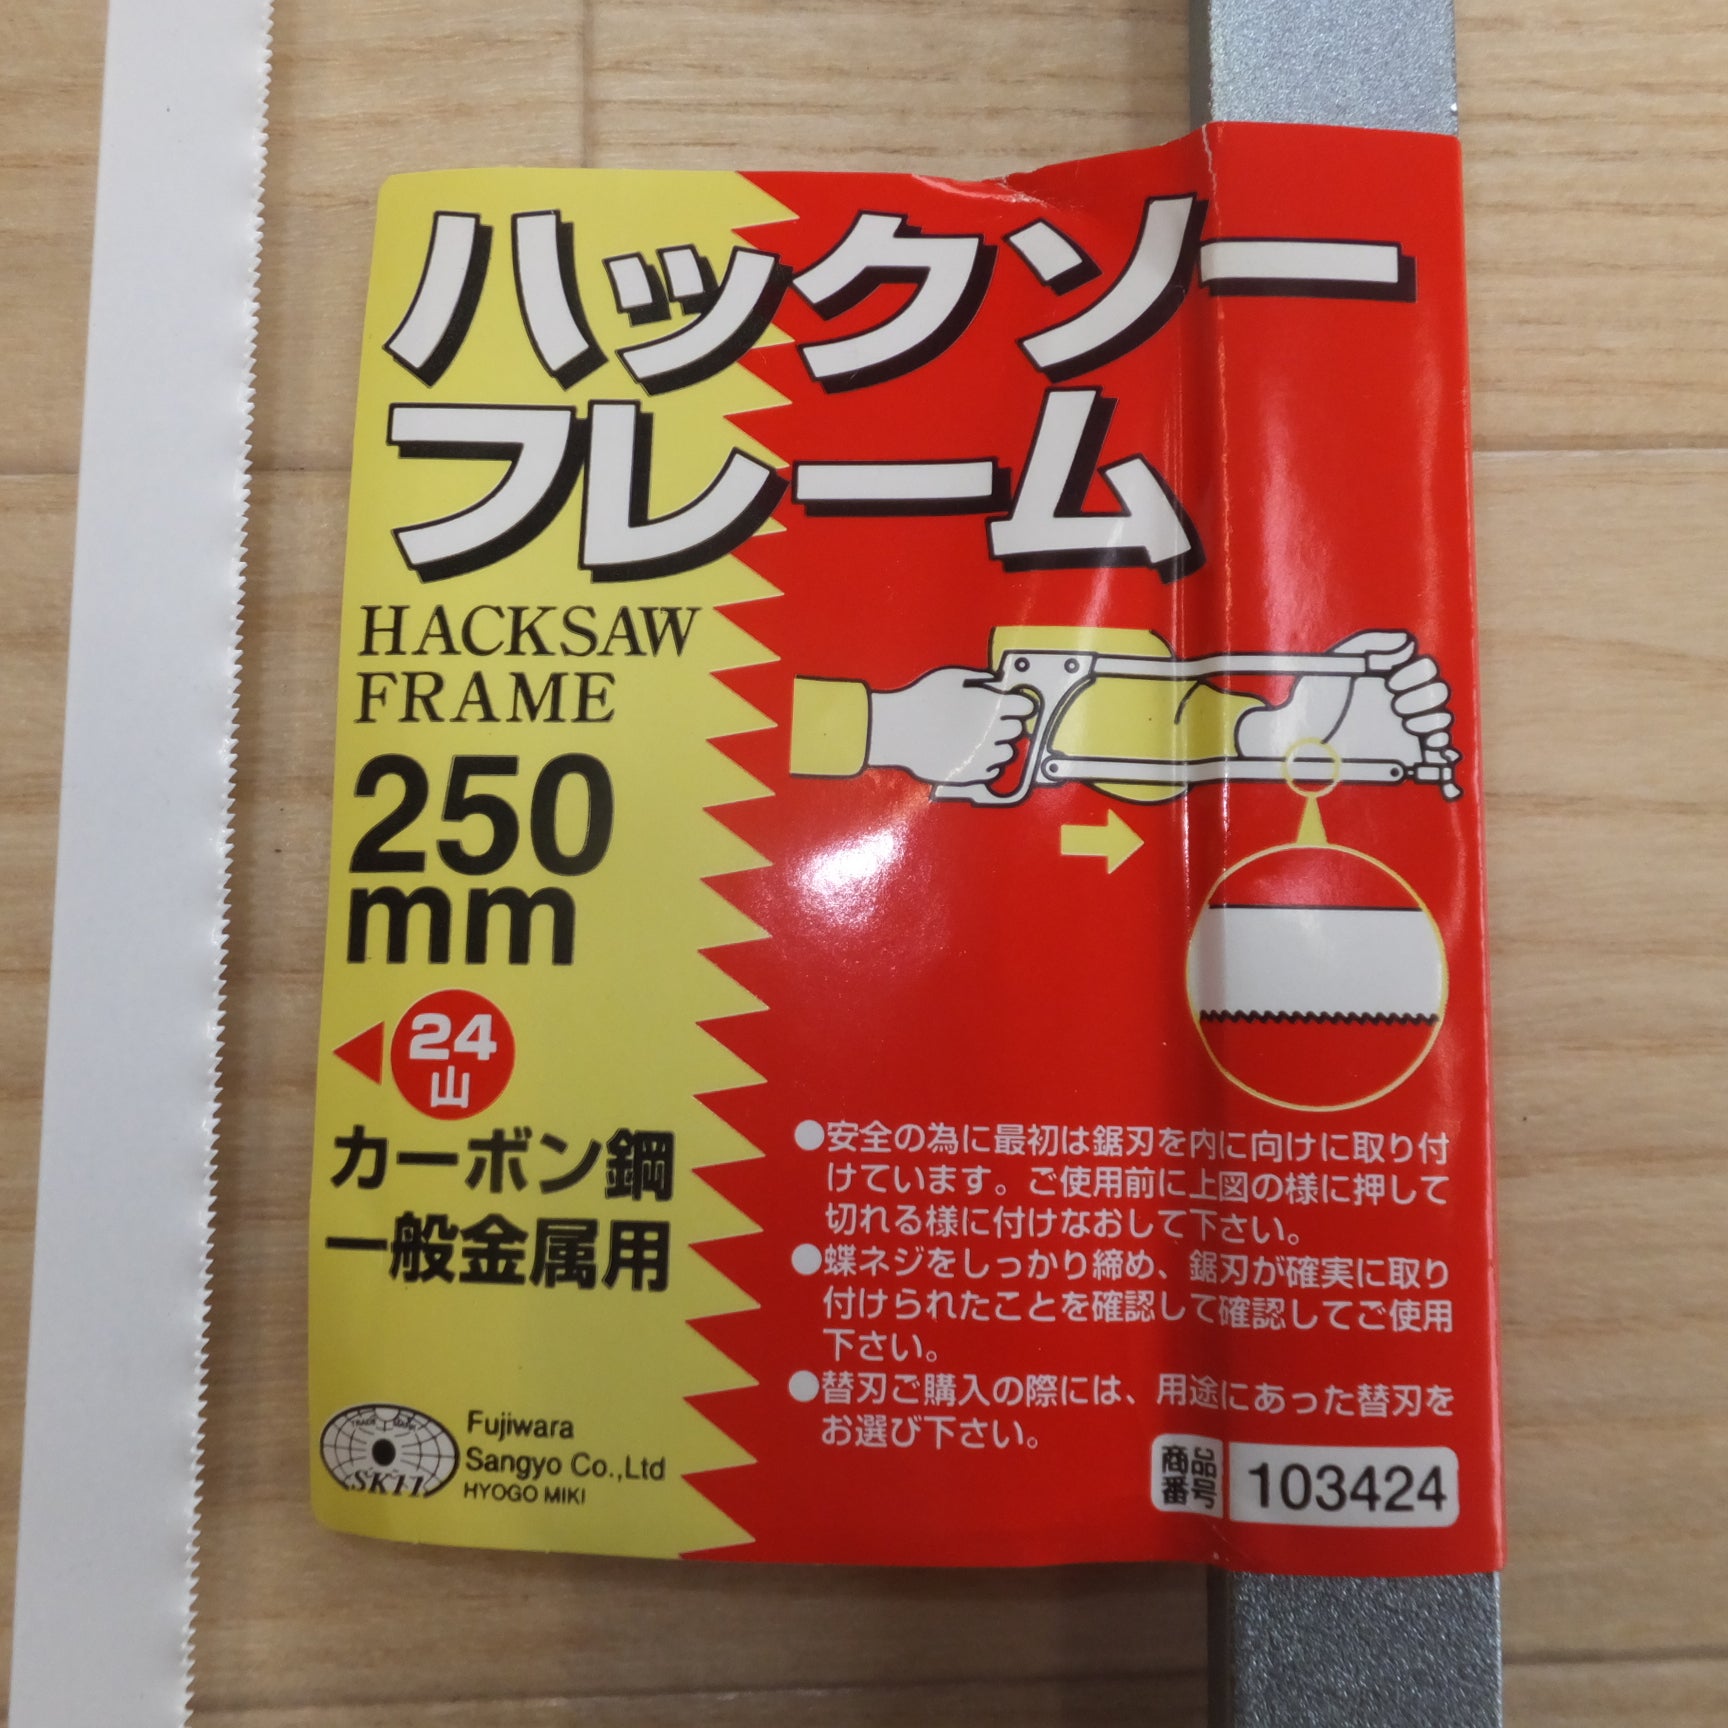 ハックソー
フレーム
HACKSAW
FRAME
250
mm
24
山
カーボン鋼
一般金属用
●安全の為に最初は鋸刃を内に向けに取り付
けています。ご使用前に上図の様に押して
切れる様に付けなおして下さい。
●蝶ネジをしっかり締め、鋸刃が確実に取り
付けられたことを確認して確認してご使用
下さい。
●替刃ご購入の際には、用途にあった替刃を
お選び下さい。
TRADE MARK
SK11
Fujiwara
Sangyo Co.,Ltd
HYOGO MIKI
商品
番号
103424